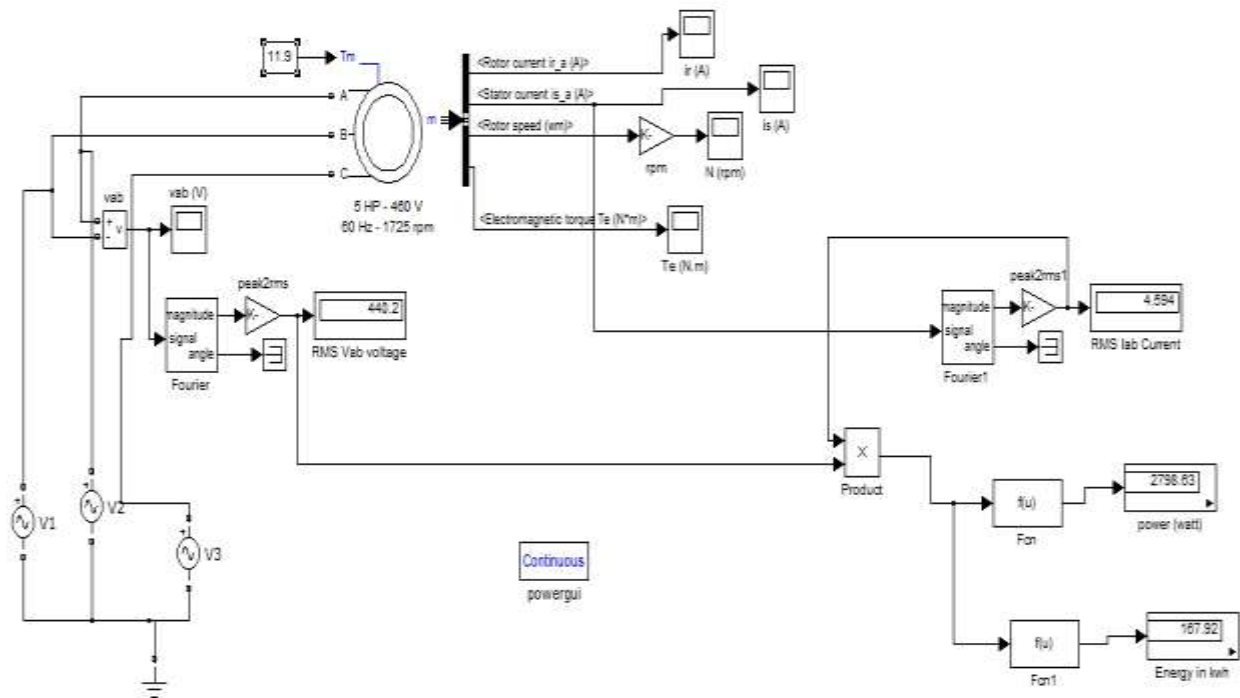 11.9
Tm
A
B
C
m
5 HP - 460 V
60 Hz - 1725 rpm
<Rotor current ir_a (A)>
<Stator current is_a (A)>
<Rotor speed (wm)>
<Electromagnetic torque Te (N*m)>
ir (A)
is (A)
K-
rpm
N (rpm)
Te (N.m)
vab
+
-
v
vab (V)
magnitude
signal
angle
Fourier
peak2rms
K-
440.2
RMS Vab voltage
magnitude
signal
angle
Fourier1
peak2rms1
K-
4.594
RMS Iab Current
X
Product
f(u)
Fcn
2798.63
power (watt)
f(u)
Fcn1
167.92
Energy in kwh
+
V1
+
V2
+
V3
Continuous
powergui